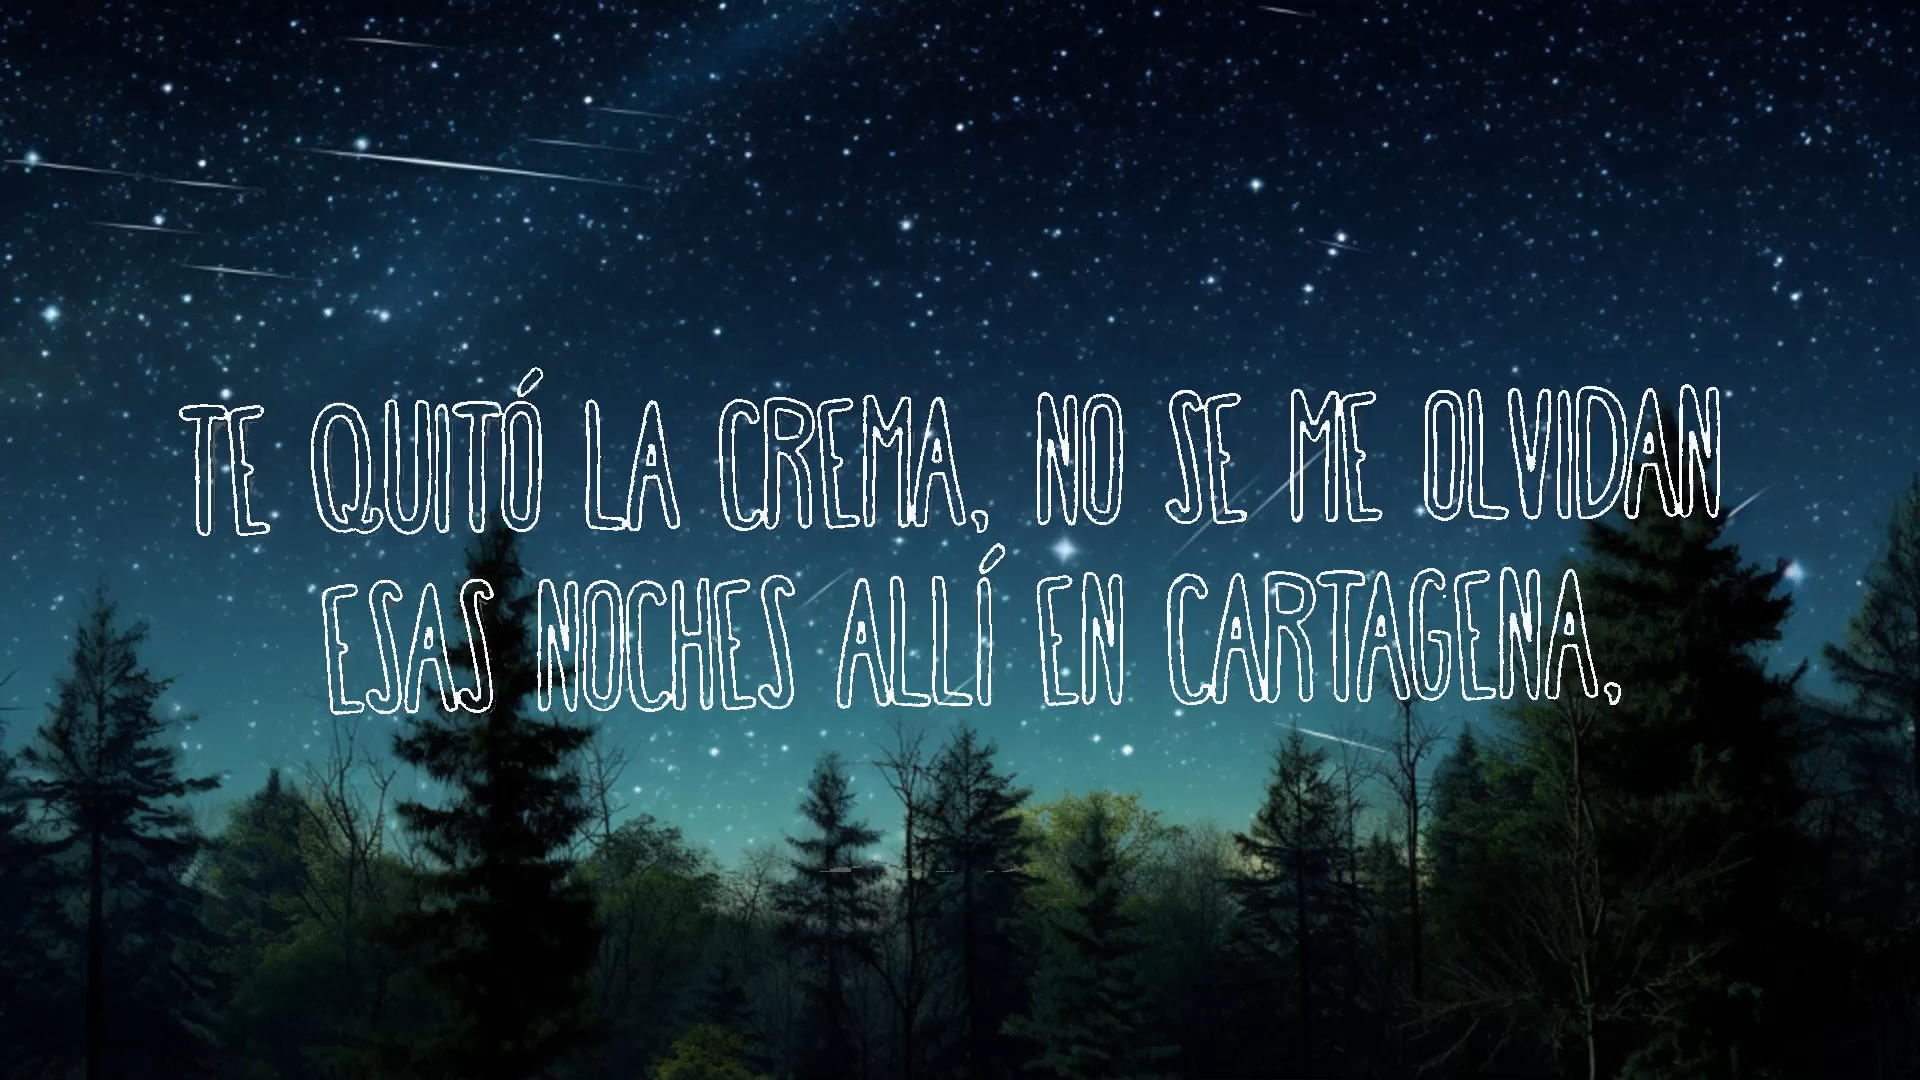 TE QUITÓ LA CREMA, NO SE ME OLVIDAN
ESAS NOCHES ALLÍ EN CARTAGENA,